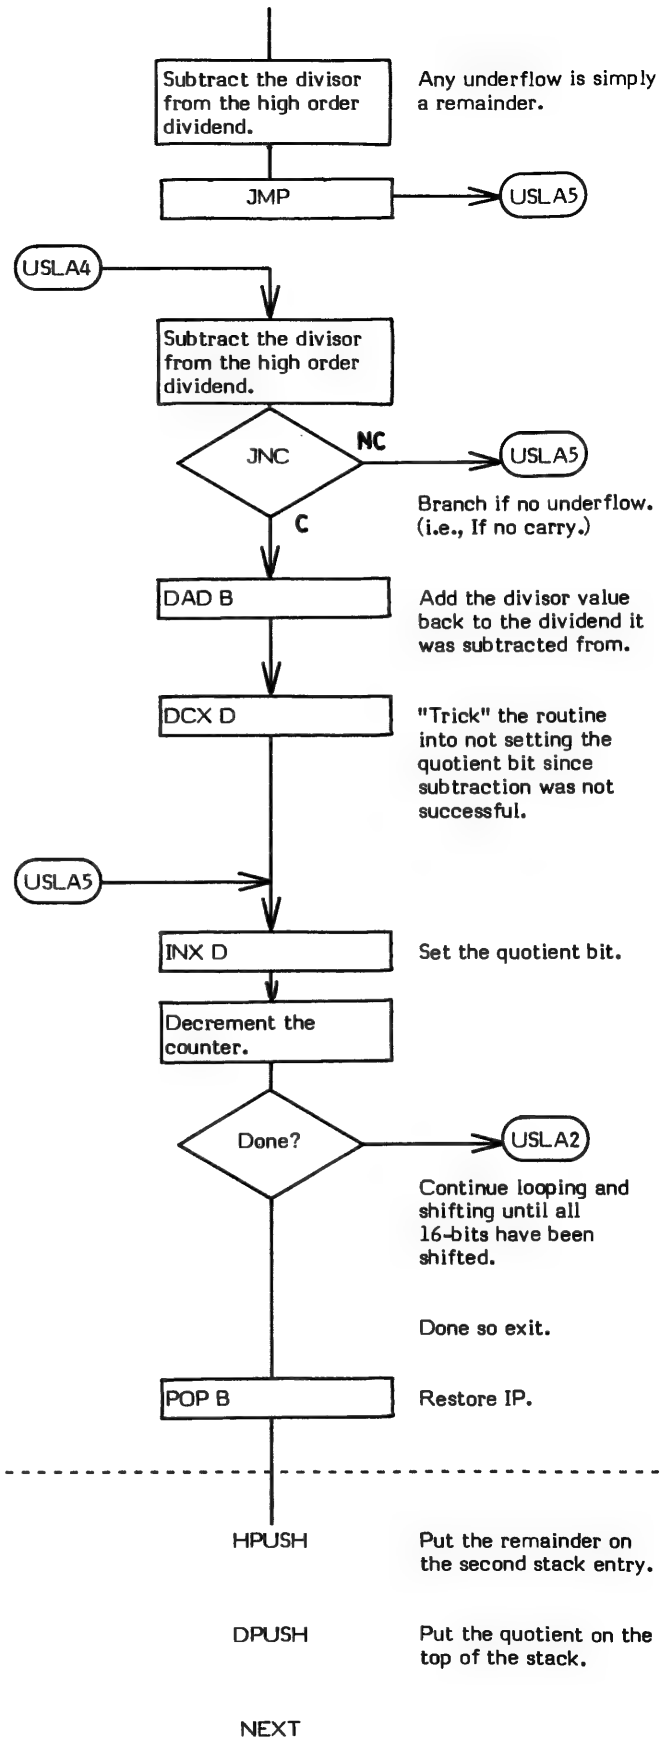 Subtract the divisor
from the high order
dividend.
Any underflow is simply
a remainder.
JMP
USLA5
USLA4
Subtract the divisor
from the high order
dividend.
JNC
NC
USLA5
C
Branch if no underflow.
(i.e., If no carry.)
DAD B
Add the divisor value
back to the dividend it
was subtracted from.
DCX D
"Trick" the routine
into not setting the
quotient bit since
subtraction was not
successful.
USLA5
INX D
Set the quotient bit.
Decrement the
counter.
Done?
USLA2
Continue looping and
shifting until all
16-bits have been
shifted.
Done so exit.
POP B
Restore IP.
HPUSH
Put the remainder on
the second stack entry.
DPUSH
Put the quotient on the
top of the stack.
NEXT